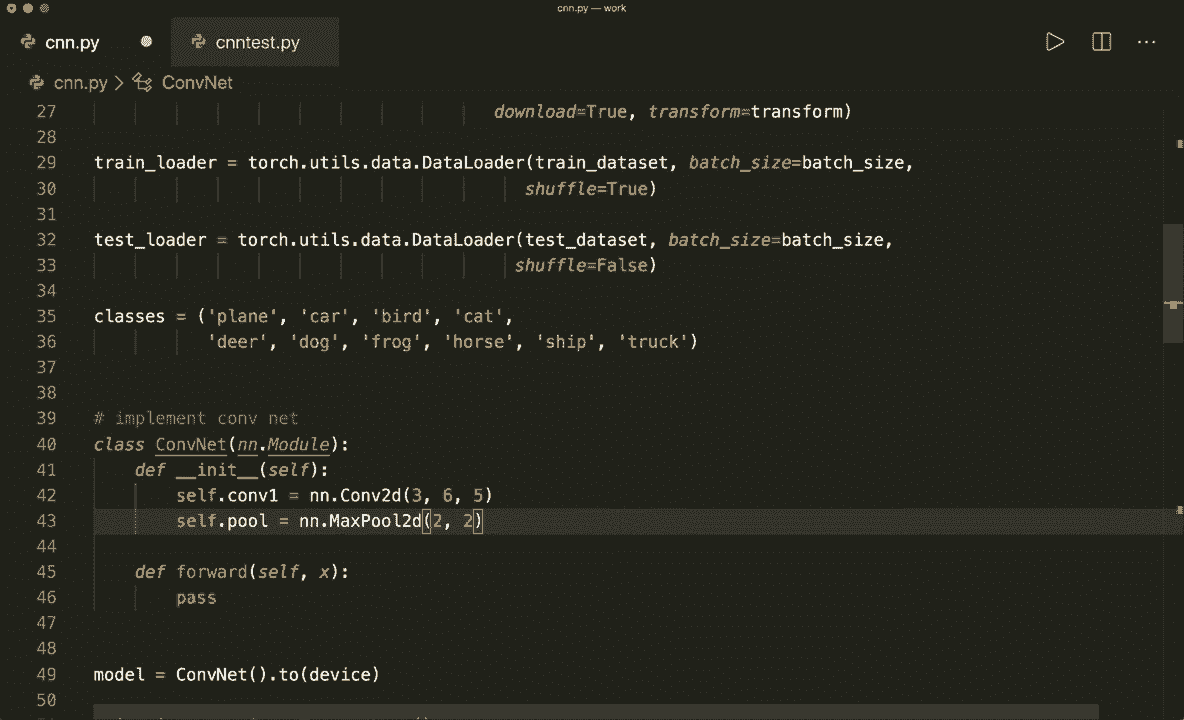 cnn.py — work
cnn.py
cnntest.py
cnn.py > ConvNet
27 download=True, transform=transform)
28
29 train_loader = torch.utils.data.DataLoader(train_dataset, batch_size=batch_size,
30 shuffle=True)
31
32 test_loader = torch.utils.data.DataLoader(test_dataset, batch_size=batch_size,
33 shuffle=False)
34
35 classes = ('plane', 'car', 'bird', 'cat',
36 'deer', 'dog', 'frog', 'horse', 'ship', 'truck')
37
38
39 # implement conv net
40 class ConvNet(nn.Module):
41 def __init__(self):
42 self.conv1 = nn.Conv2d(3, 6, 5)
43 self.pool = nn.MaxPool2d(2, 2)
44
45 def forward(self, x):
46 pass
47
48
49 model = ConvNet().to(device)
50